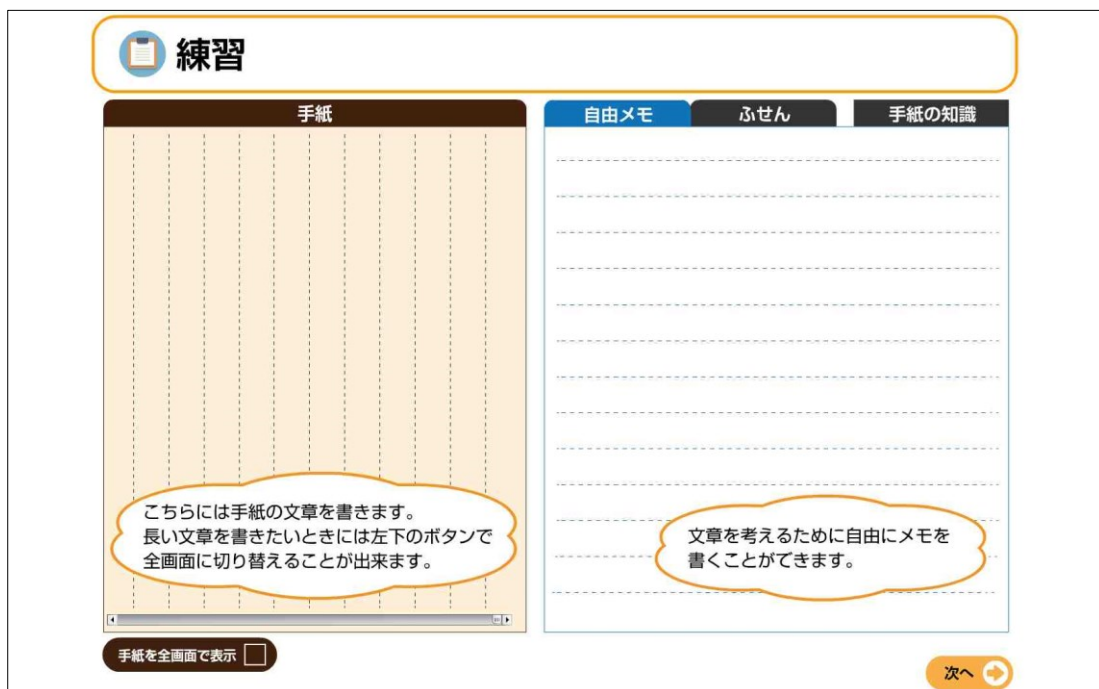 練習
手紙
自由メモ
ふせん
手紙の知識
こちらには手紙の文章を書きます。
長い文章を書きたいときには左下のボタンで
全画面に切り替えることが出来ます。
文章を考えるために自由にメモを
書くことができます。
手紙を全画面で表示
次へ